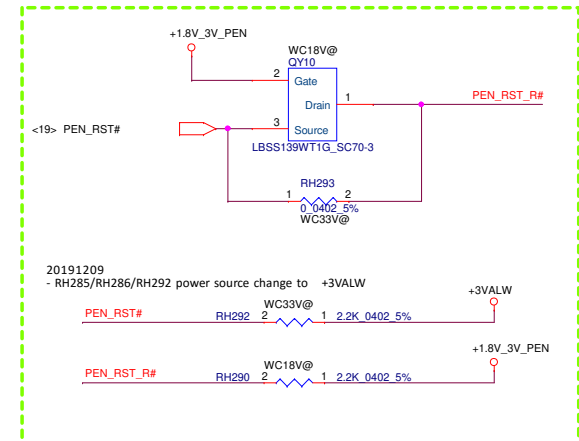 +1.8V_3V_PEN
WC18V@
QY10
2
Gate
Drain
1
PEN_RST_R#
<19> PEN_RST#
3
Source
LBSS139WT1G_SC70-3
RH293
1
2
0_0402_5%
WC33V@
20191209
- RH285/RH286/RH292 power source change to +3VALW
+3VALW
WC33V@
PEN_RST#
RH292
2
1
2.2K_0402_5%
+1.8V_3V_PEN
WC18V@
PEN_RST_R#
RH290
2
1
2.2K_0402_5%